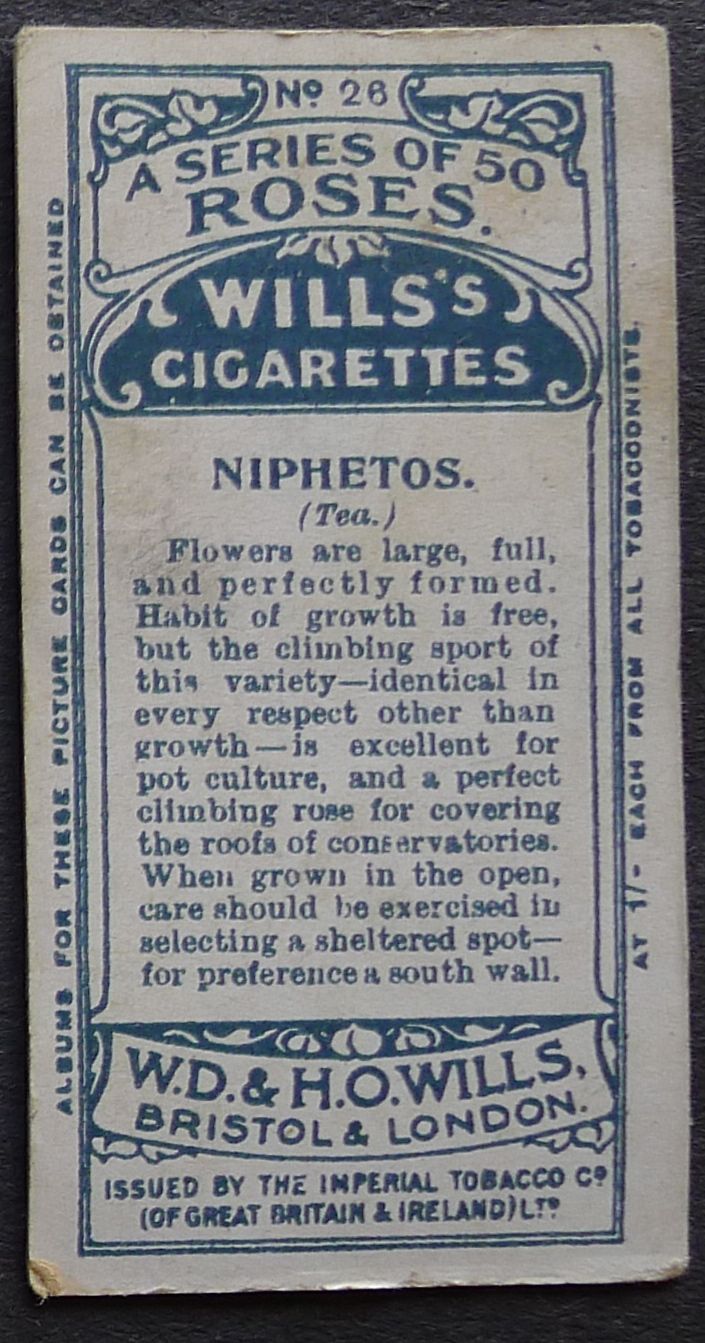 Nº 26
A SERIES OF 50
ROSES.
WILLS'S
CIGARETTES
NIPHETOS.
(Tea.)
Flowers are large, full,
and perfectly formed.
Habit of growth is free,
but the climbing sport of
this variety—identical in
every respect other than
growth—is excellent for
pot culture, and a perfect
climbing rose for covering
the roofs of conservatories.
When grown in the open,
care should be exercised in
selecting a sheltered spot—
for preference a south wall.
W.D. & H.O. WILLS.
BRISTOL & LONDON.
ISSUED BY THE IMPERIAL TOBACCO Cº
(OF GREAT BRITAIN & IRELAND) LTD
ALBUMS FOR THESE PICTURE CARDS CAN BE OBTAINED
AT 1/- EACH FROM ALL TOBACCONISTS.